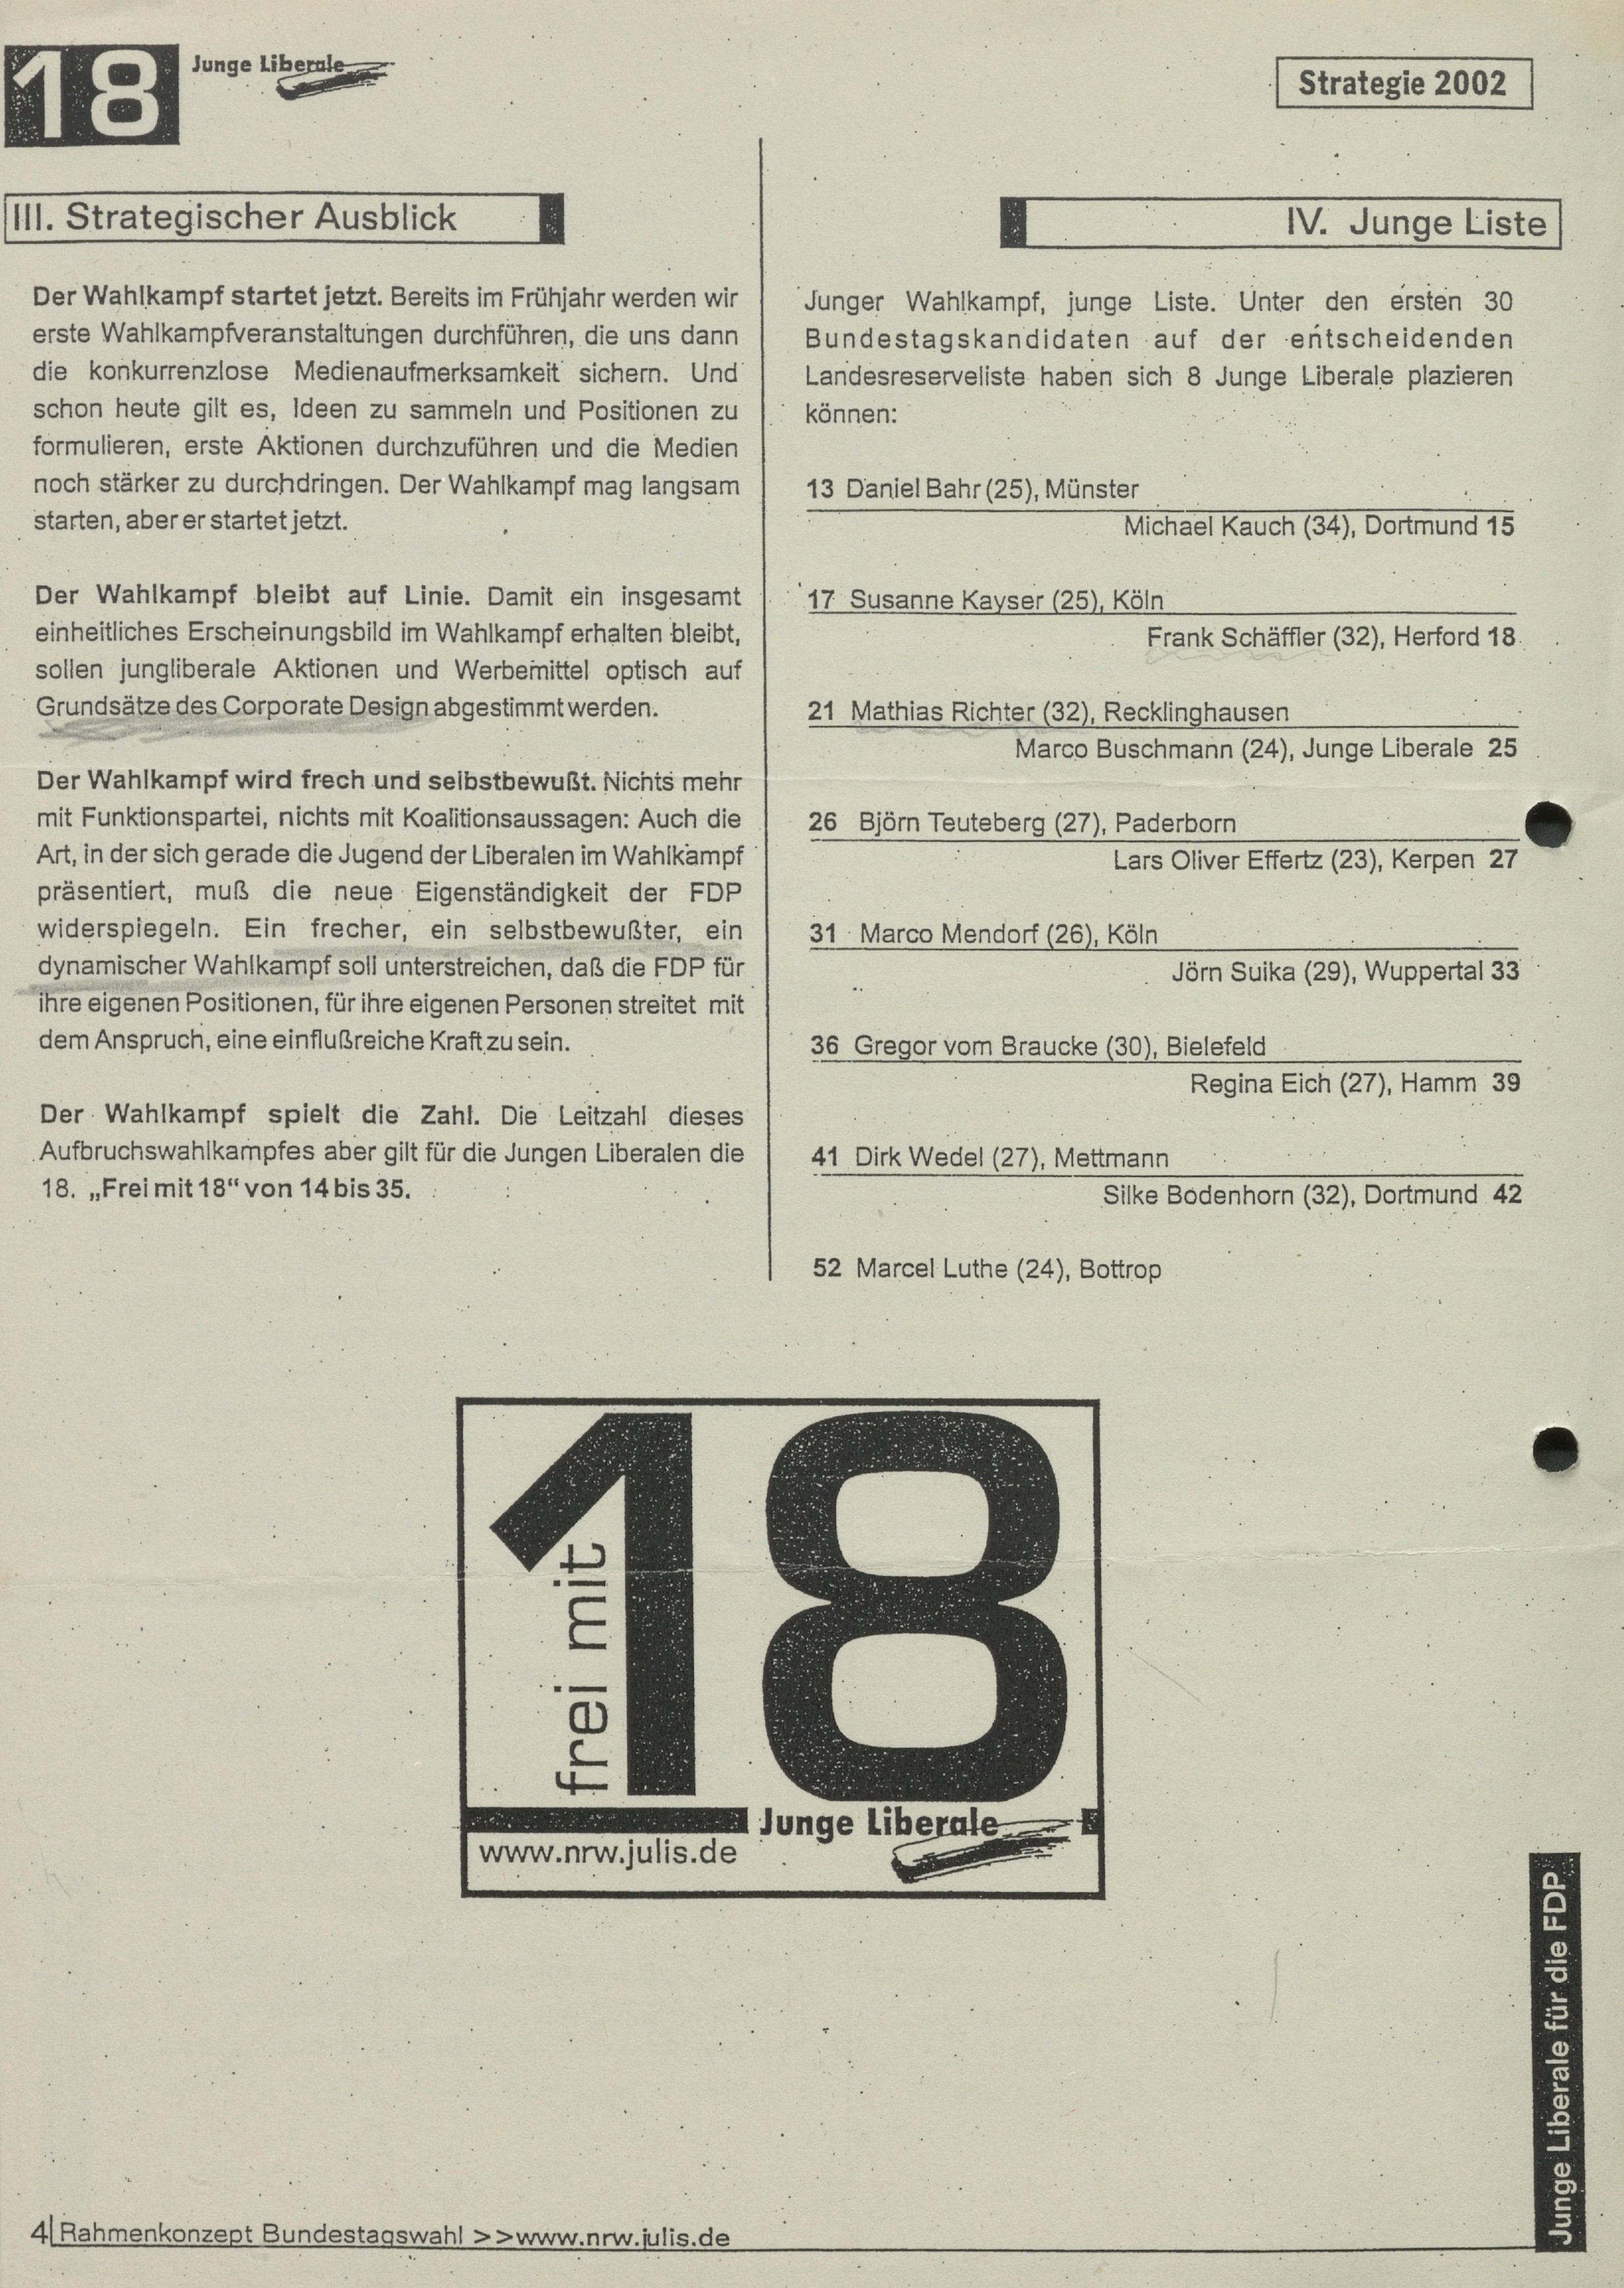 18 Junge Liberale
Strategie 2002
III. Strategischer Ausblick
Der Wahlkampf startet jetzt. Bereits im Frühjahr werden wir
erste Wahlkampfveranstaltungen durchführen, die uns dann
die konkurrenzlose Medienaufmerksamkeit sichern. Und
schon heute gilt es, Ideen zu sammeln und Positionen zu
formulieren, erste Aktionen durchzuführen und die Medien
noch stärker zu durchdringen. Der Wahlkampf mag langsam
starten, aber er startet jetzt.
Der Wahlkampf bleibt auf Linie. Damit ein insgesamt
einheitliches Erscheinungsbild im Wahlkampf erhalten bleibt,
sollen jungliberale Aktionen und Werbemittel optisch auf
Grundsätze des Corporate Design abgestimmt werden.
Der Wahlkampf wird frech und selbstbewußt. Nichts mehr
mit Funktionspartei, nichts mit Koalitionsaussagen: Auch die
Art, in der sich gerade die Jugend der Liberalen im Wahlkampf
präsentiert, muß die neue Eigenständigkeit der FDP
widerspiegeln. Ein frecher, ein selbstbewußter, ein
dynamischer Wahlkampf soll unterstreichen, daß die FDP für
ihre eigenen Positionen, für ihre eigenen Personen streitet mit
dem Anspruch, eine einflußreiche Kraft zu sein.
Der Wahlkampf spielt die Zahl. Die Leitzahl dieses
Aufbruchswahlkampfes aber gilt für die Jungen Liberalen die
18. „Frei mit 18“ von 14 bis 35.
IV. Junge Liste
Junger Wahlkampf, junge Liste. Unter den ersten 30
Bundestagskandidaten auf der entscheidenden
Landesreserveliste haben sich 8 Junge Liberale plazieren
können:
13 Daniel Bahr (25), Münster
Michael Kauch (34), Dortmund 15
17 Susanne Kayser (25), Köln
Frank Schäffler (32), Herford 18
21 Mathias Richter (32), Recklinghausen
Marco Buschmann (24), Junge Liberale 25
26 Björn Teuteberg (27), Paderborn
Lars Oliver Effertz (23), Kerpen 27
31 Marco Mendorf (26), Köln
Jörn Suika (29), Wuppertal 33
36 Gregor vom Braucke (30), Bielefeld
Regina Eich (27), Hamm 39
41 Dirk Wedel (27), Mettmann
Silke Bodenhorn (32), Dortmund 42
52 Marcel Luthe (24), Bottrop
frei mit
18
Junge Liberale
www.nrw.julis.de
Junge Liberale für die FDP
4 Rahmenkonzept Bundestagswahl >>www.nrw.julis.de